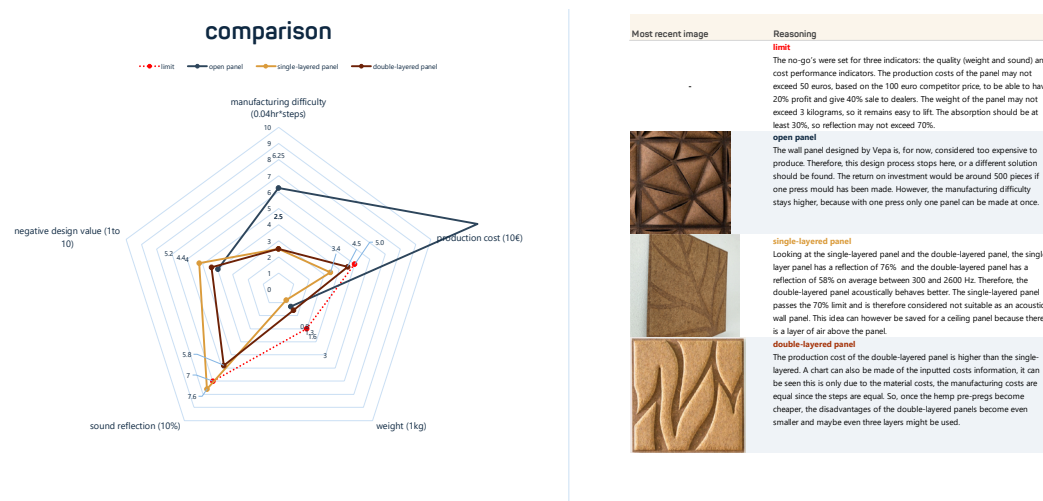 comparison
limit
open panel
single-layered panel
double-layered panel
manufacturing difficulty
(0.04hr*steps)
10
9
8
6.25
7
6
5
2.5
4
3
2
1
0
3.4
4.5
5.0
production cost (10€)
negative design value (1to
10)
5.2
4.4
4
1.6
3
5.8
7
7.6
sound reflection (10%)
weight (1kg)
Most recent image
Reasoning
-
limit
The no-go's were set for three indicators: the quality (weight and sound) an
cost performance indicators. The production costs of the panel may not
exceed 50 euros, based on the 100 euro competitor price, to be able to hav
20% profit and give 40% sale to dealers. The weight of the panel may not
exceed 3 kilograms, so it remains easy to lift. The absorption should be at
least 30%, so reflection may not exceed 70%.
open panel
The wall panel designed by Vepa is, for now, considered too expensive to
produce. Therefore, this design process stops here, or a different solution
should be found. The return on investment would be around 500 pieces if
one press mould has been made. However, the manufacturing difficulty
stays higher, because with one press only one panel can be made at once.
single-layered panel
Looking at the single-layered panel and the double-layered panel, the singl
layer panel has a reflection of 76% and the double-layered panel has a
reflection of 58% on average between 300 and 2600 Hz. Therefore, the
double-layered panel acoustically behaves better. The single-layered panel
passes the 70% limit and is therefore considered not suitable as an acoustic
wall panel. This idea can however be saved for a ceiling panel because there
is a layer of air above the panel.
double-layered panel
The production cost of the double-layered panel is higher than the single-
layered. A chart can also be made of the inputted costs information, it can
be seen this is only due to the material costs, the manufacturing costs are
equal since the steps are equal. So, once the hemp pre-pregs become
cheaper, the disadvantages of the double-layered panels become even
smaller and maybe even three layers might be used.